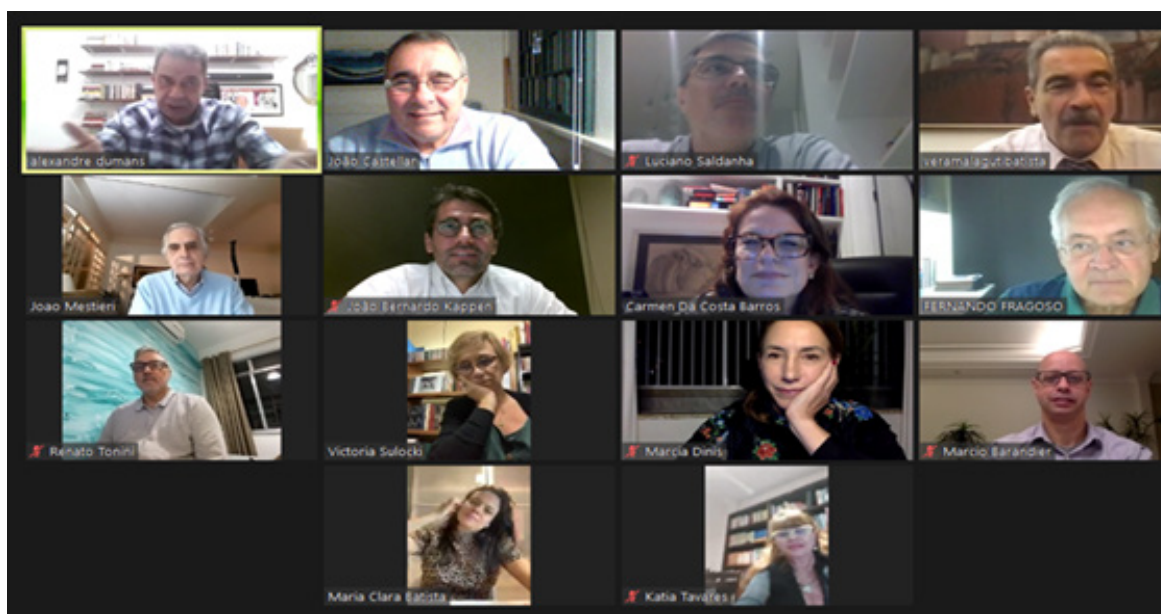 alexandre dumans
João Castellar
Luciano Saldanha
veramalagutibatista
Joao Mestieri
João Bernardo Kappen
Carmen Da Costa Barros
FERNANDO FRAGOSO
Renato Tonini
Victoria Sulocki
Marcia Dinis
Marcio Barandier
Maria Clara Batista
Katia Tavares